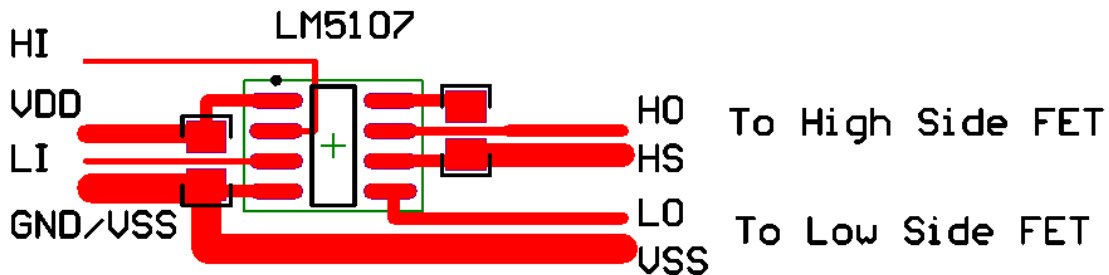 LM5107
HI
VDD
LI
GND/VSS
HO
HS
To High Side FET
LO
VSS
To Low Side FET